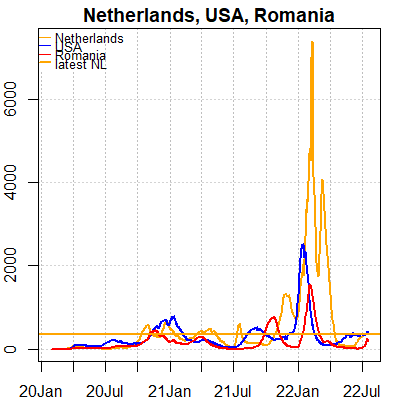 Netherlands, USA, Romania
Netherlands
USA
Romania
latest NL
6000
4000
2000
0
20Jan 20Jul 21Jan 21Jul 22Jan 22Jul